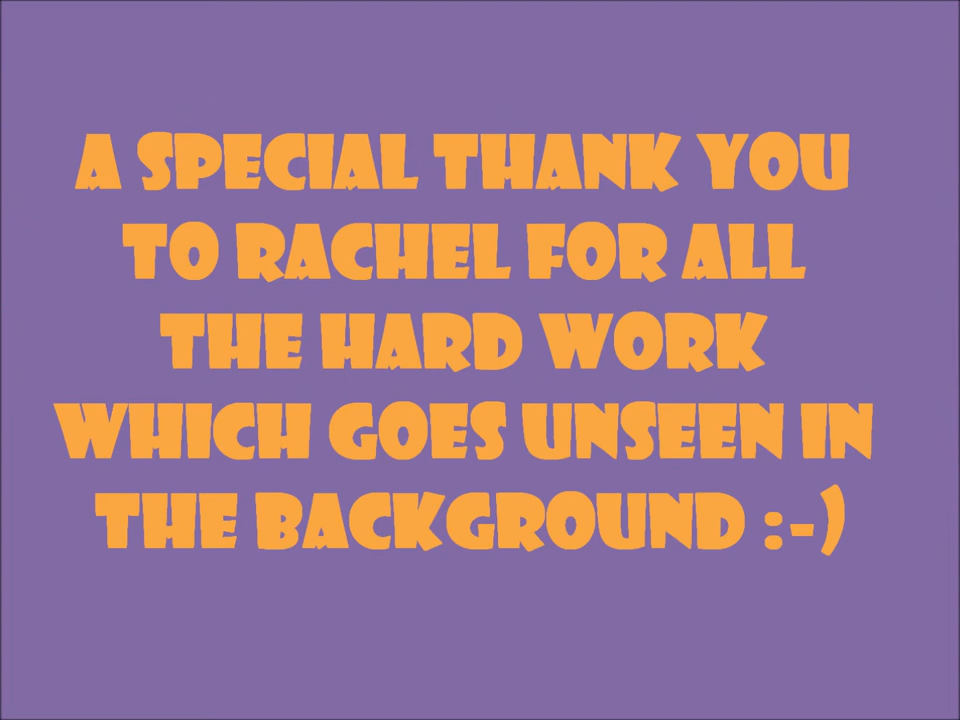 A SPECIAL THANK YOU
TO RACHEL FOR ALL
THE HARD WORK
WHICH GOES UNSEEN IN
THE BACKGROUND :-)